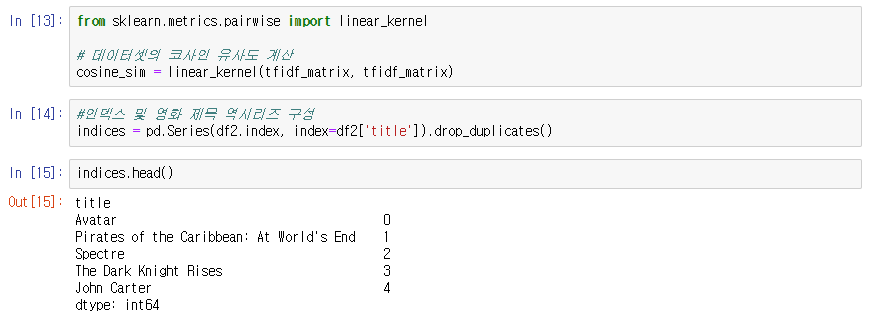 In [13]: from sklearn.metrics.pairwise import linear_kernel
# 데이터셋의 코사인 유사도 계산
cosine_sim = linear_kernel(tfidf_matrix, tfidf_matrix)
In [14]: #인덱스 및 영화 제목 역시리즈 구성
indices = pd.Series(df2.index, index=df2['title']).drop_duplicates()
In [15]: indices.head()
Out[15]: title
Avatar 0
Pirates of the Caribbean: At World's End 1
Spectre 2
The Dark Knight Rises 3
John Carter 4
dtype: int64